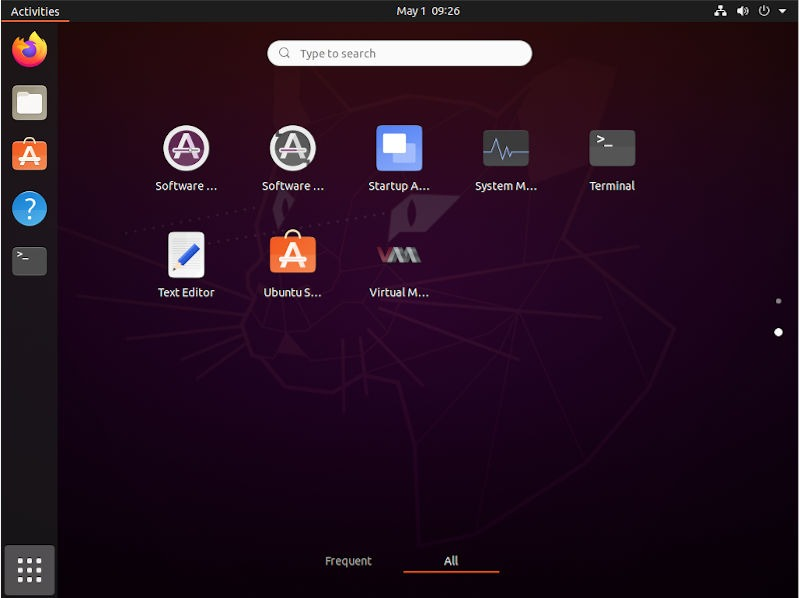 Activities
May 1 09:26
Type to search
Software ...
Software ...
Startup A...
System M...
Terminal
Text Editor
Ubuntu S...
Virtual M...
Frequent
All